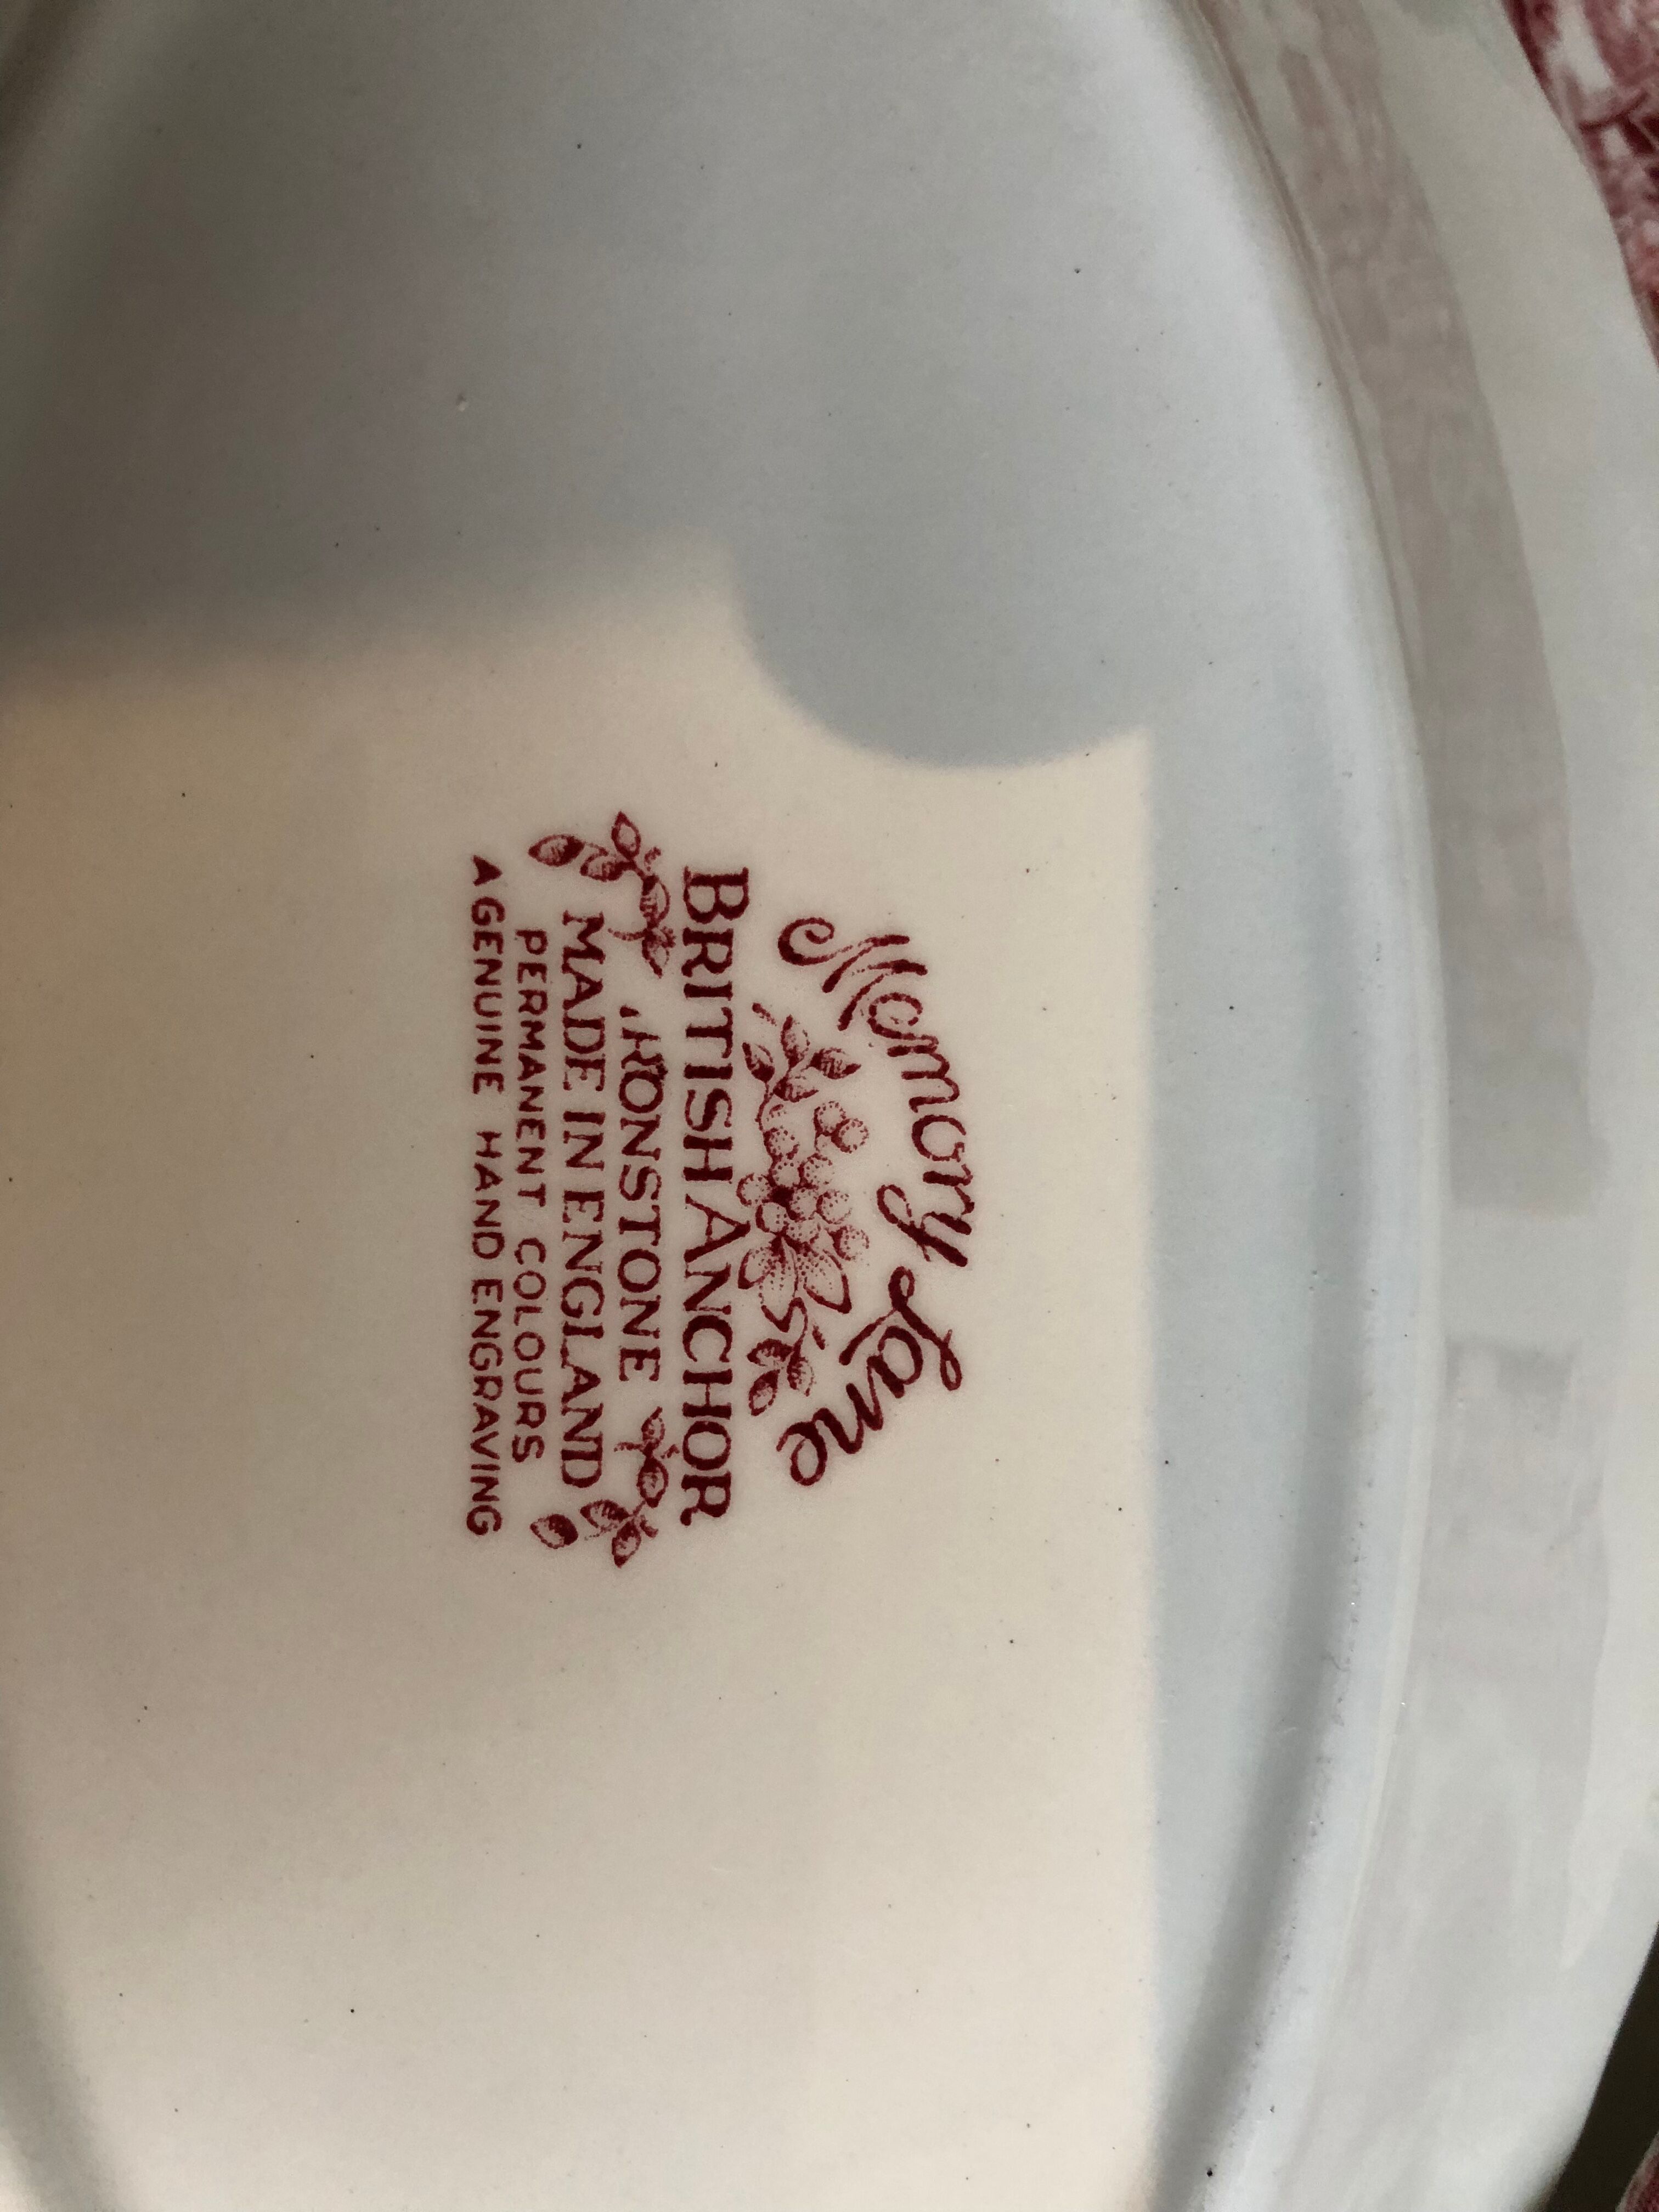 Memory Lane
BRITISH ANCHOR
IRONSTONE
MADE IN ENGLAND
PERMANENT COLOURS
A GENUINE HAND ENGRAVING